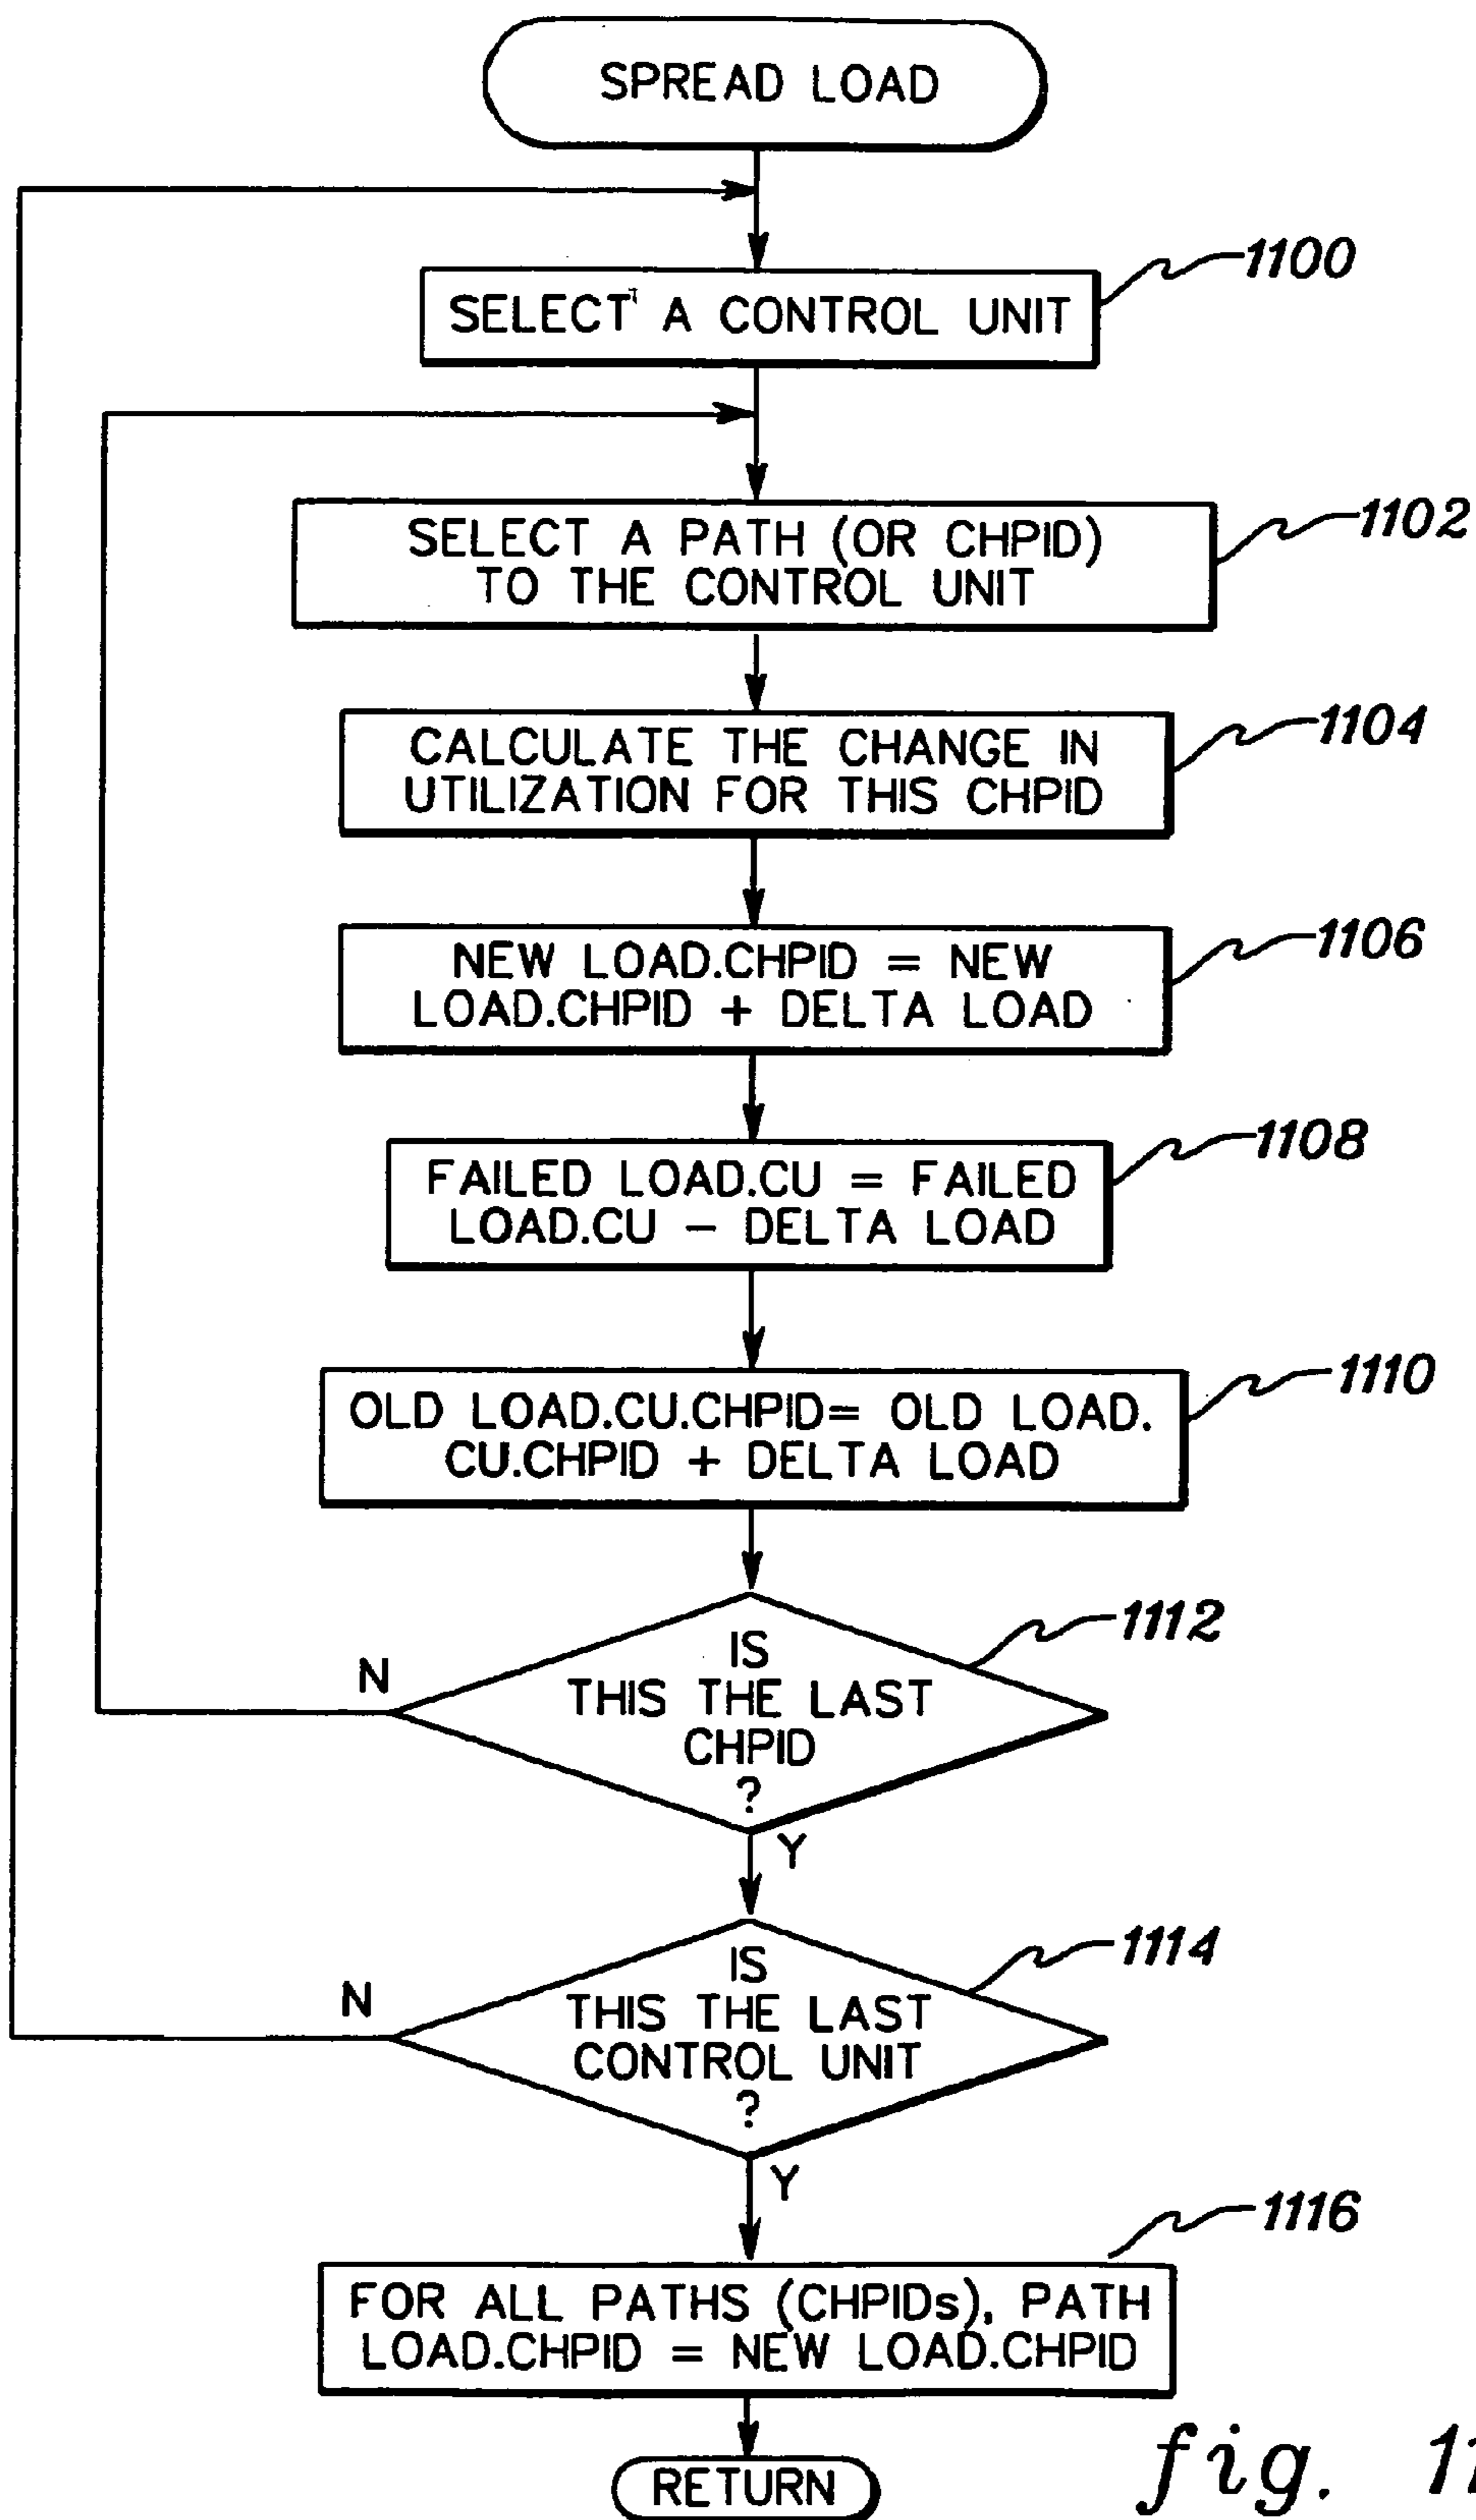 SPREAD LOAD
1100
SELECT A CONTROL UNIT
1102
SELECT A PATH (OR CHPID)
TO THE CONTROL UNIT
1104
CALCULATE THE CHANGE IN
UTILIZATION FOR THIS CHPID
1106
NEW LOAD.CHPID = NEW
LOAD.CHPID + DELTA LOAD
1108
FAILED LOAD.CU = FAILED
LOAD.CU - DELTA LOAD
1110
OLD LOAD.CU.CHPID= OLD LOAD.
CU.CHPID + DELTA LOAD
1112
N
IS
THIS THE LAST
CHPID
?
Y
1114
N
IS
THIS THE LAST
CONTROL UNIT
?
Y
1116
FOR ALL PATHS (CHPIDs), PATH
LOAD.CHPID = NEW LOAD.CHPID
RETURN
fig.